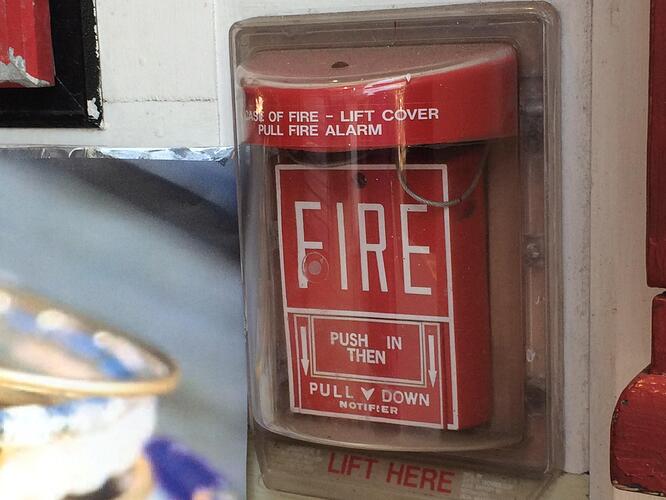 CASE OF FIRE - LIFT COVER
PULL FIRE ALARM
FIRE
PUSH IN
THEN
PULL DOWN
NOTIFIER
LIFT HERE